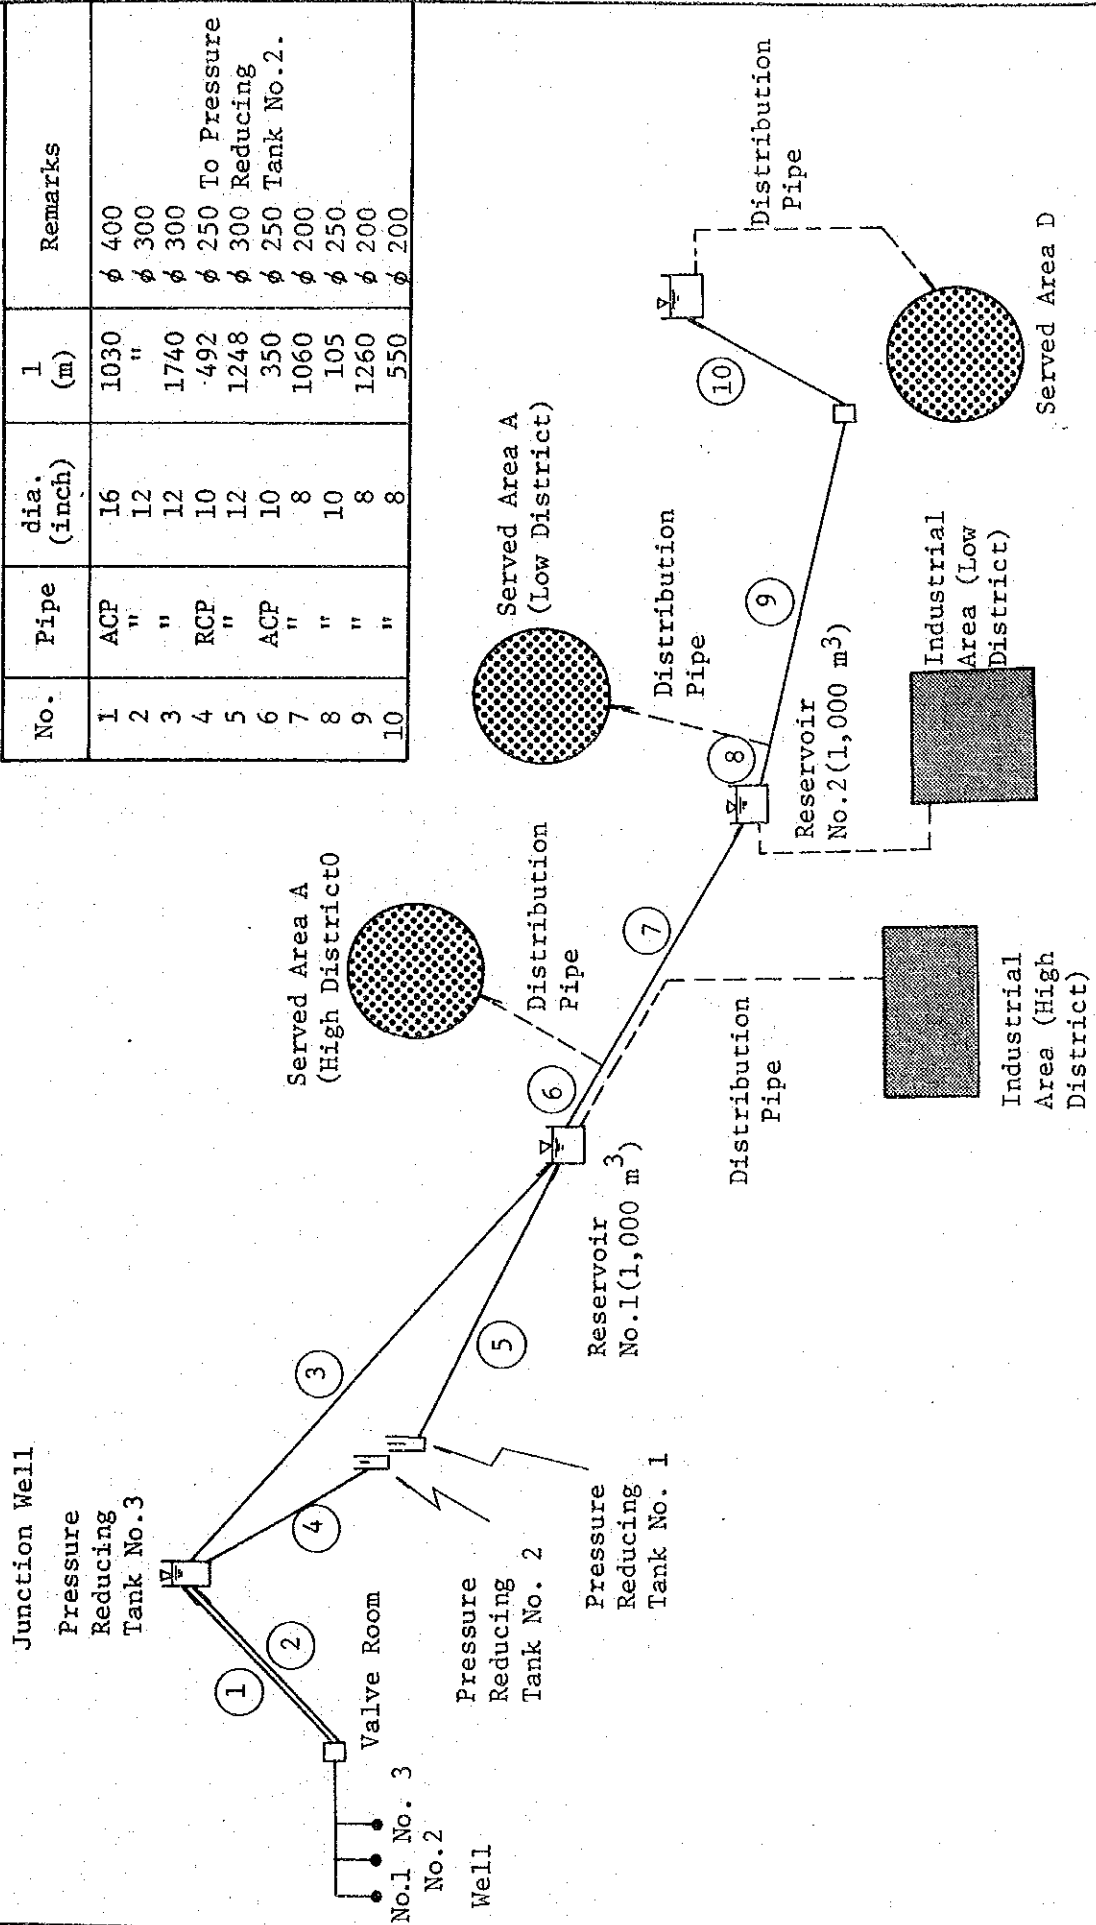 No. Pipe dia. (inch) l (m) Remarks
1 ACP 16 1030 φ 400
2 " 12 " φ 300
3 " 12 1740 φ 300
4 RCP 10 492 φ 250 To Pressure
5 " 12 1248 φ 300 Reducing
6 ACP 10 350 φ 250 Tank No.2.
7 " 8 1060 φ 200
8 " 10 105 φ 250
9 " 8 1260 φ 200
10 " 8 550 φ 200
Junction Well
Pressure
Reducing
Tank No.3
1
2
Valve Room
No.1 No. 3
No.2
Well
3
4
5
Pressure
Reducing
Tank No. 2
Pressure
Reducing
Tank No. 1
Served Area A
(High District0
Distribution
Pipe
6
7
Reservoir
No.1(1,000 m³)
Distribution
Pipe
Industrial
Area (High
District)
Served Area A
(Low District)
Distribution
Pipe
8
9
Reservoir
No.2(1,000 m³)
Industrial
Area (Low
District)
10
Distribution
Pipe
Served Area D